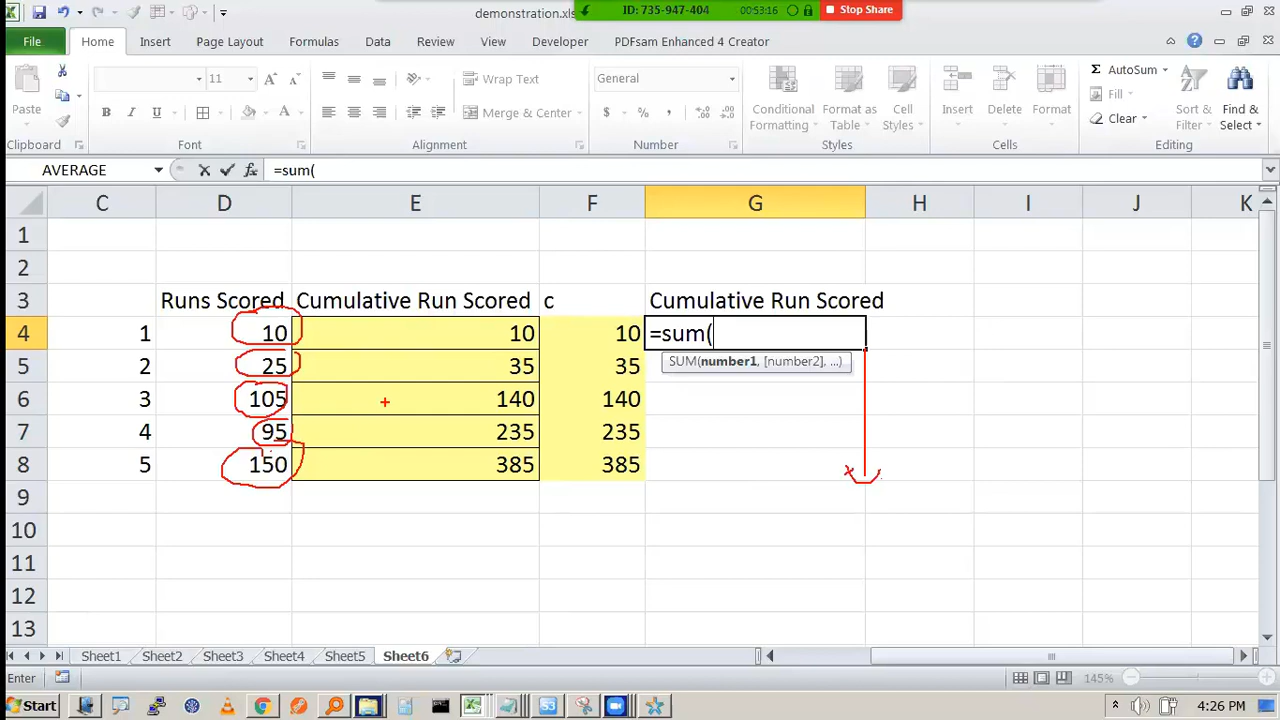 demonstration.xls
ID: 735-947-404 00:53:16 Stop Share
File Home Insert Page Layout Formulas Data Review View Developer PDFsam Enhanced 4 Creator
Paste
11
Wrap Text
Merge & Center
General
Conditional Formatting
Format as Table
Cell Styles
Insert Delete Format
AutoSum
Fill
Clear
Sort & Filter
Find & Select
Clipboard Font Alignment Number Styles Cells Editing
AVERAGE =sum(
C D E F G H I J K
1
2
3 Runs Scored Cumulative Run Scored c Cumulative Run Scored
4 1 10 10 10 =sum(
SUM(number1, [number2], ...)
5 2 25 35 35
6 3 105 140 140
7 4 95 235 235
8 5 150 385 385
9
10
11
12
13
Sheet1 Sheet2 Sheet3 Sheet4 Sheet5 Sheet6
Enter 145%
Start 4:26 PM